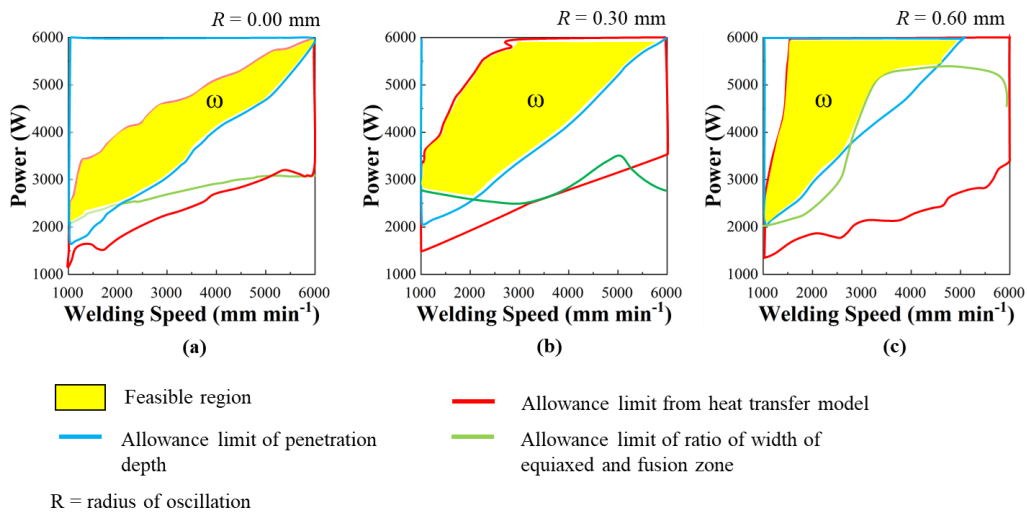 R = 0.00 mm
R = 0.30 mm
R = 0.60 mm
Power (W)
6000
5000
4000
3000
2000
1000
ω
1000 2000 3000 4000 5000 6000
Welding Speed (mm min⁻¹)
(a)
Power (W)
6000
5000
4000
3000
2000
1000
ω
1000 2000 3000 4000 5000 6000
Welding Speed (mm min⁻¹)
(b)
Power (W)
6000
5000
4000
3000
2000
1000
ω
1000 2000 3000 4000 5000 6000
Welding Speed (mm min⁻¹)
(c)
Feasible region
Allowance limit from heat transfer model
Allowance limit of penetration
depth
Allowance limit of ratio of width of
equiaxed and fusion zone
R = radius of oscillation